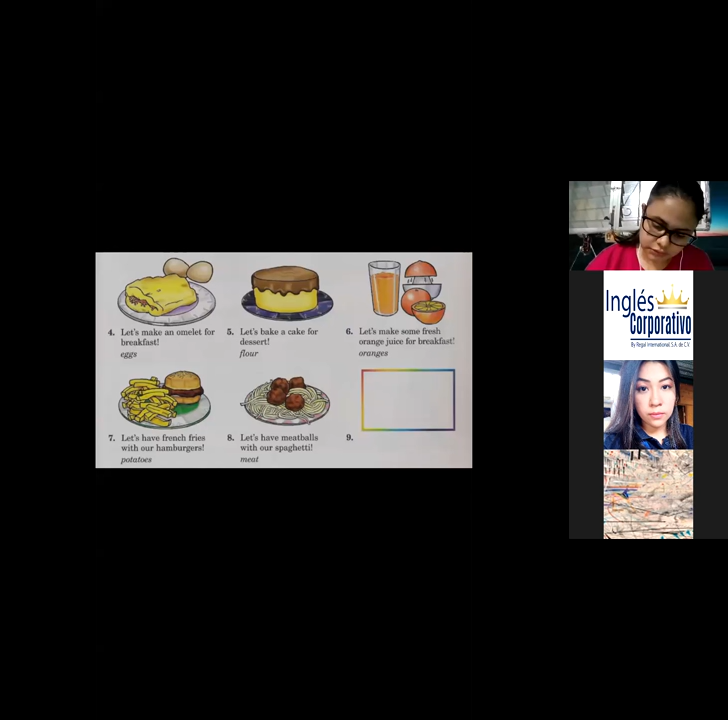 4. Let's make an omelet for
breakfast!
eggs
5. Let's bake a cake for
dessert!
flour
6. Let's make some fresh
orange juice for breakfast!
oranges
7. Let's have french fries
with our hamburgers!
potatoes
8. Let's have meatballs
with our spaghetti!
meat
9.
Inglés
Corporativo
By Regal International S.A. de C.V.